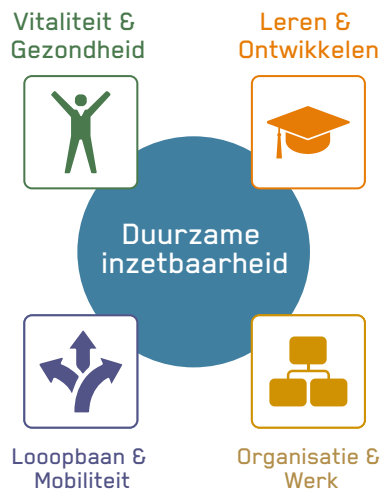 Vitaliteit &
Gezondheid
Leren &
Ontwikkelen
Duurzame
inzetbaarheid
Looopbaan &
Mobiliteit
Organisatie &
Werk